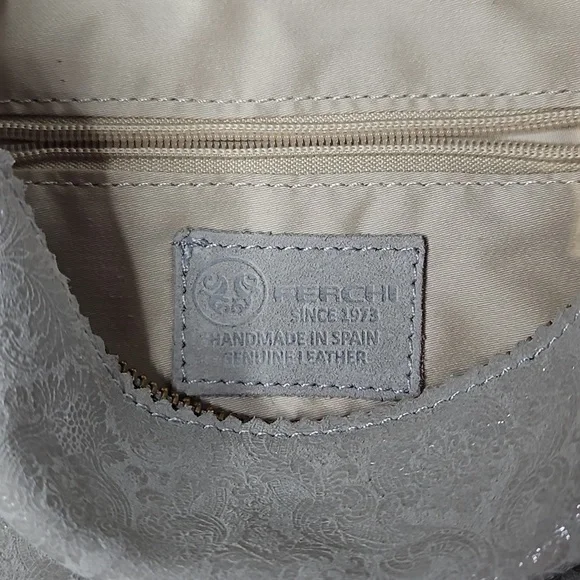 FERCHI
SINCE 1973
HANDMADE IN SPAIN
GENUINE LEATHER